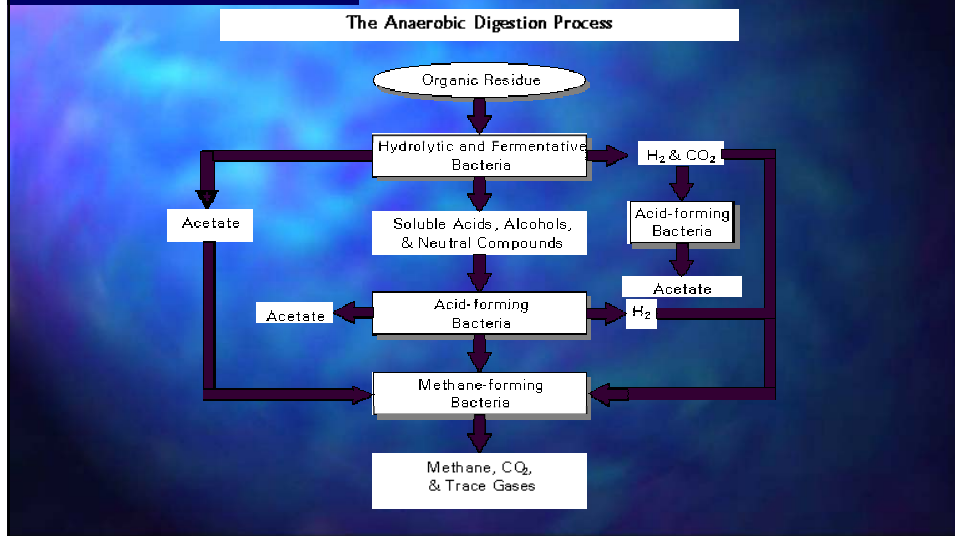 The Anaerobic Digestion Process
Organic Residue
Hydrolytic and Fermentative
Bacteria
H₂ & CO₂
Acetate
Soluble Acids, Alcohols,
& Neutral Compounds
Acid-forming
Bacteria
Acetate
Acetate
Acid-forming
Bacteria
H₂
Methane-forming
Bacteria
Methane, CO₂,
& Trace Gases